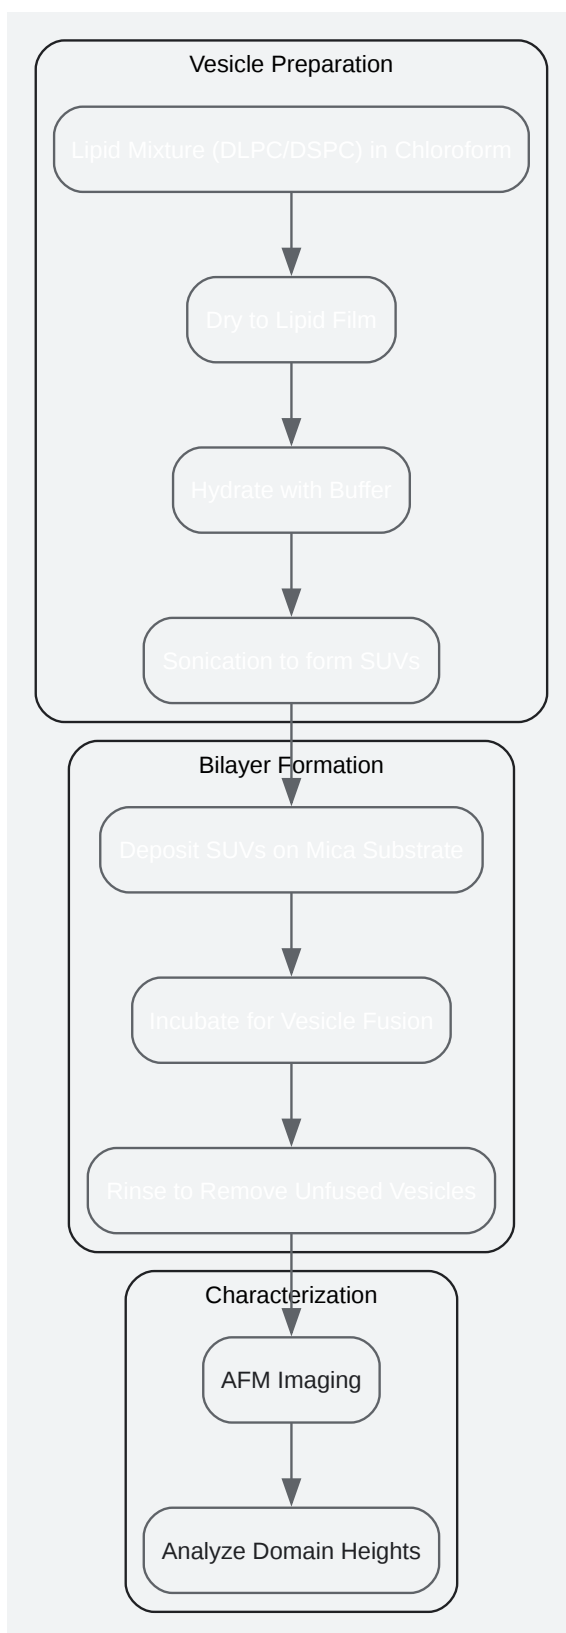 Vesicle Preparation
Lipid Mixture (DLPC/DSPC) in Chloroform
Dry to Lipid Film
Hydrate with Buffer
Sonication to form SUVs
Bilayer Formation
Deposit SUVs on Mica Substrate
Incubate for Vesicle Fusion
Rinse to Remove Unfused Vesicles
Characterization
AFM Imaging
Analyze Domain Heights